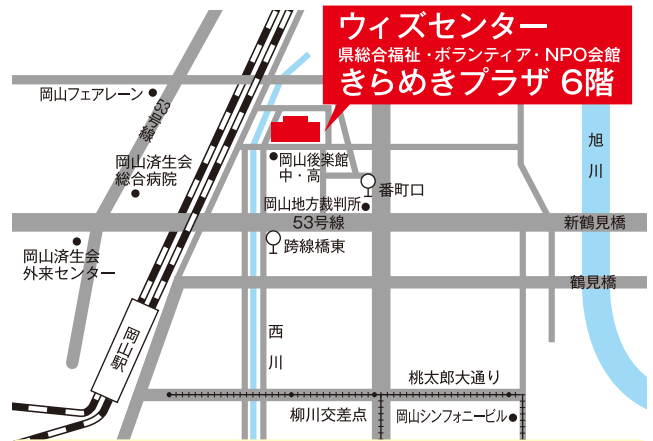 ウィズセンター
県総合福祉・ボランティア・NPO会館
きらめきプラザ 6階
岡山フェアレーン
53号線
旭川
岡山済生会
総合病院
岡山後楽館
中・高
番町口
岡山地方裁判所
53号線
新鶴見橋
跨線橋東
岡山済生会
外来センター
鶴見橋
岡山駅
西川
桃太郎大通り
柳川交差点
岡山シンフォニービル